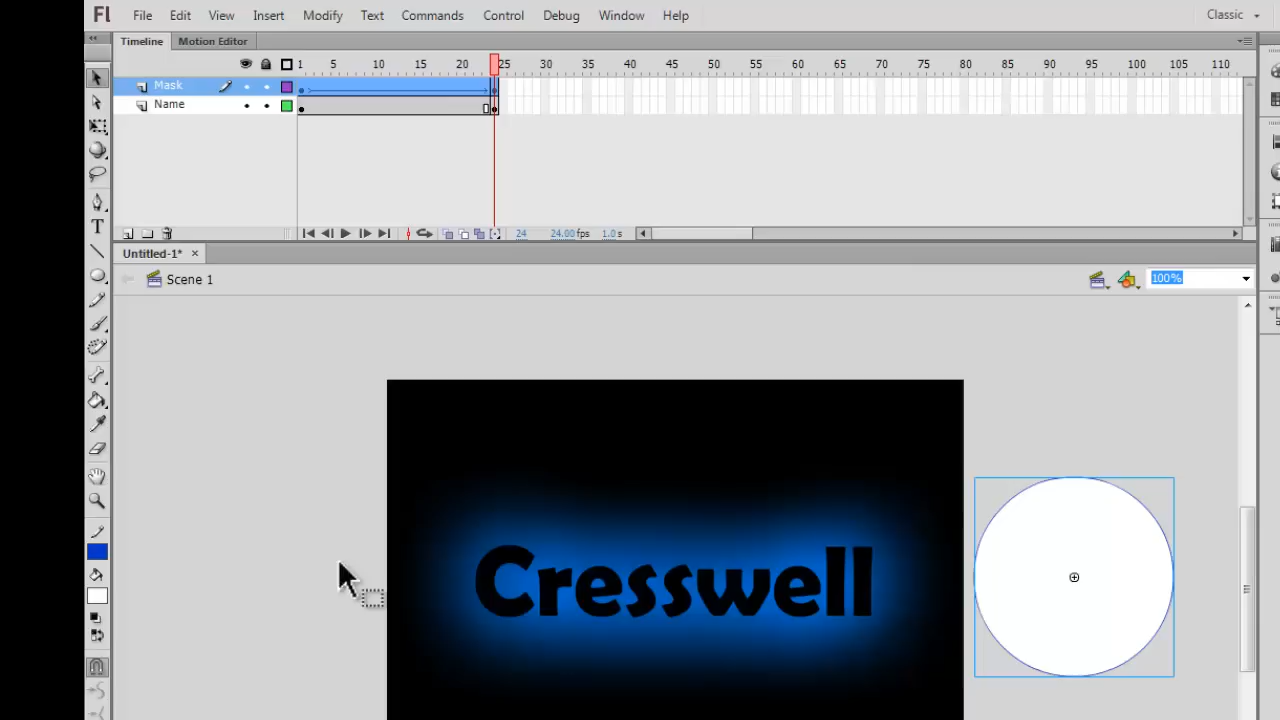 Fl File Edit View Insert Modify Text Commands Control Debug Window Help Classic
Timeline Motion Editor
1 5 10 15 20 25 30 35 40 45 50 55 60 65 70 75 80 85 90 95 100 105 110
Mask
Name
24 24.00 fps 1.0 s
Untitled-1* ×
Scene 1 100%
T
Cresswell